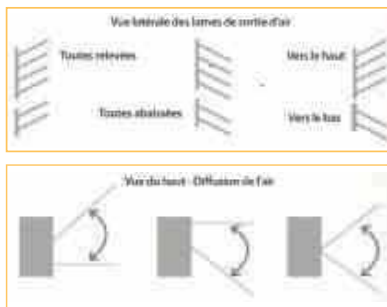 Vue latérale des lames de sortie d'air
Toutes relevées
Vers le haut
Toutes abaissées
Vers le bas
Vue du haut - Diffusion de l'air